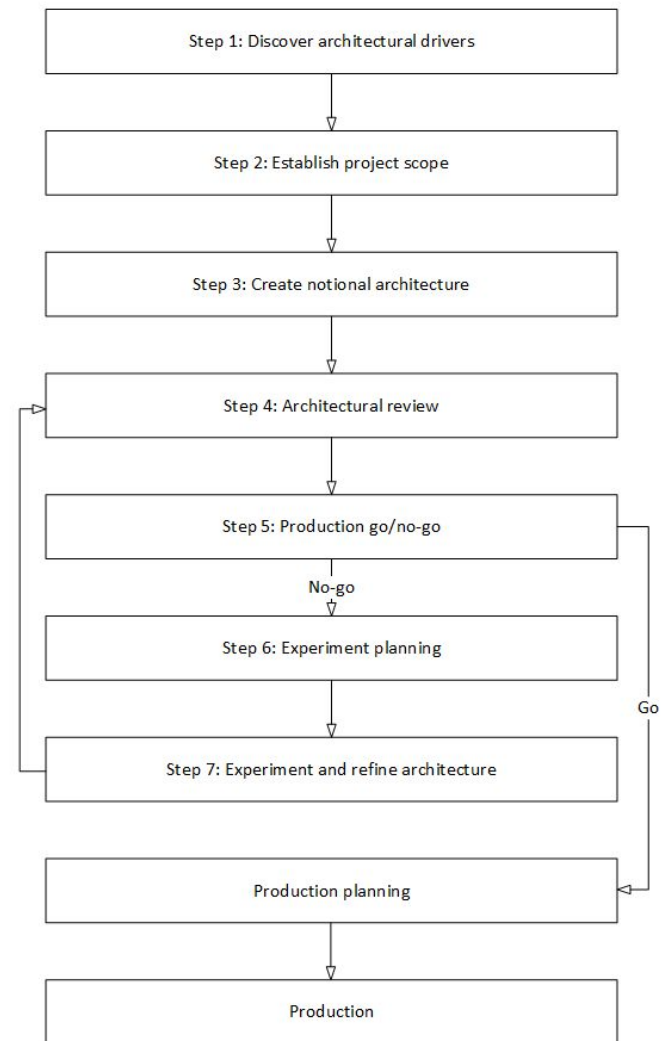 Step 1: Discover architectural drivers
Step 2: Establish project scope
Step 3: Create notional architecture
Step 4: Architectural review
Step 5: Production go/no-go
No-go
Step 6: Experiment planning
Go
Step 7: Experiment and refine architecture
Production planning
Production